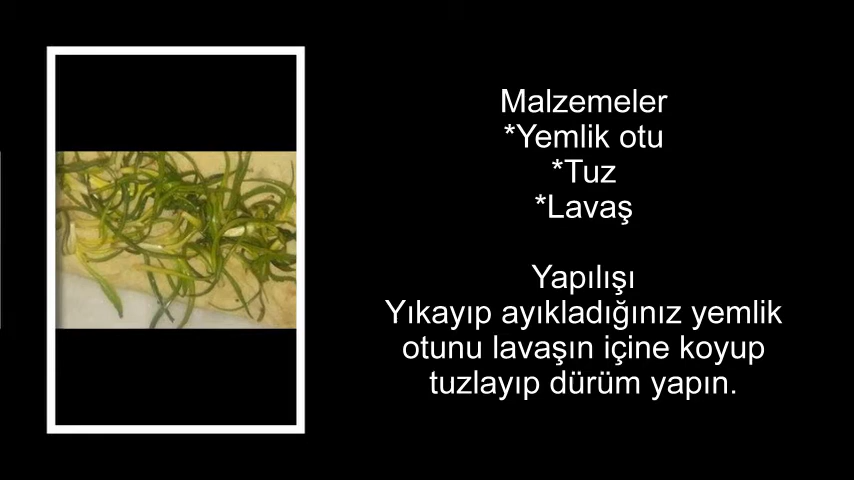 Malzemeler
*Yemlik otu
*Tuz
*Lavaş
Yapılışı
Yıkayıp ayıkladığınız yemlik
otunu lavaşın içine koyup
tuzlayıp dürüm yapın.